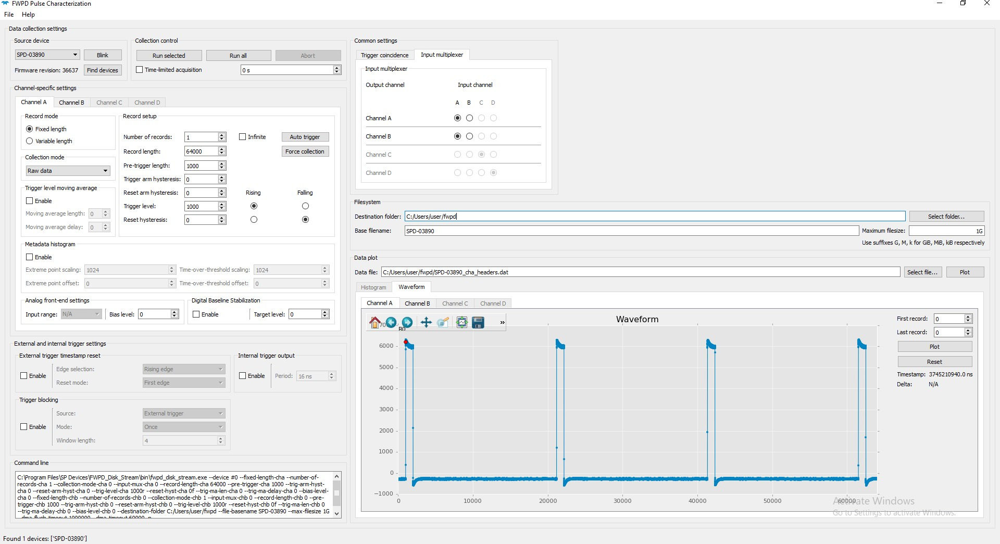 FWPD Pulse Characterization
File Help
Data collection settings
Source device
SPD-03890 Blink
Firmware revision: 36637 Find devices
Collection control
Run selected Run all Abort
Time-limited acquisition 0 s
Channel-specific settings
Channel A Channel B Channel C Channel D
Record mode
Fixed length
Variable length
Collection mode
Raw data
Trigger level moving average
Enable
Moving average length: 0
Moving average delay: 0
Record setup
Number of records: 1 Infinite Auto trigger
Record length: 64000 Force collection
Pre-trigger length: 1000
Trigger arm hysteresis: 0
Reset arm hysteresis: 0 Rising Falling
Trigger level: 1000
Reset hysteresis: 0
Metadata histogram
Enable
Extreme point scaling: 1024 Time-over-threshold scaling: 1024
Extreme point offset: 0 Time-over-threshold offset: 0
Analog front-end settings
Input range: N/A Bias level: 0
Digital Baseline Stabilization
Enable Target level: 0
External and internal trigger settings
External trigger timestamp reset
Enable
Edge selection: Rising edge
Reset mode: First edge
Internal trigger output
Enable Period: 16 ns
Trigger blocking
Enable
Source: External trigger
Mode: Once
Window length: 4
Command line
C:\Program Files\SP Devices\FWPD_Disk_Stream\bin\fwpd_disk_stream.exe --device #0 --fixed-length-cha --number-of-
records-cha 1 --collection-mode-cha 0 --input-mux-cha 0 --record-length-cha 64000 --pre-trigger-cha 1000 --trig-arm-hyst-
cha 0 --reset-arm-hyst-cha 0 --trig-level-cha 1000r --reset-hyst-cha 0f --trig-ma-len-cha 0 --trig-ma-delay-cha 0 --bias-level-
cha 0 --fixed-length-chb --number-of-records-chb 0 --collection-mode-chb 1 --input-mux-chb 0 --record-length-chb 0 --pre-
trigger-chb 1000 --trig-arm-hyst-chb 0 --reset-arm-hyst-chb 0 --trig-level-chb 1000r --reset-hyst-chb 0f --trig-ma-len-chb 0
--trig-ma-delay-chb 0 --bias-level-chb 0 --destination-folder C:/Users/user/fwpd --file-basename SPD-03890 --max-filesize 1G
--dma-flush-timeout 1000000 --dma-timeout 60000 -p
Common settings
Trigger coincidence Input multiplexer
Input multiplexer
Output channel Input channel
A B C D
Channel A
Channel B
Channel C
Channel D
Filesystem
Destination folder: C:/Users/user/fwpd Select folder...
Base filename: SPD-03890 Maximum filesize: 1G
Use suffixes G, M, k for GiB, MiB, kiB respectively
Data plot
Data file: C:/Users/user/fwpd/SPD-03890_cha_headers.dat Select file... Plot
Histogram Waveform
Channel A Channel B Channel C Channel D
»
Waveform
R0
6000
5000
4000
3000
2000
1000
0
−1000
0 10000 20000 30000 40000 50000 60000
First record: 0
Last record: 0
Plot
Reset
Timestamp: 3745210940.0 ns
Delta: N/A
Activate Windows
Go to Settings to activate Windows.
Found 1 devices: ['SPD-03890']